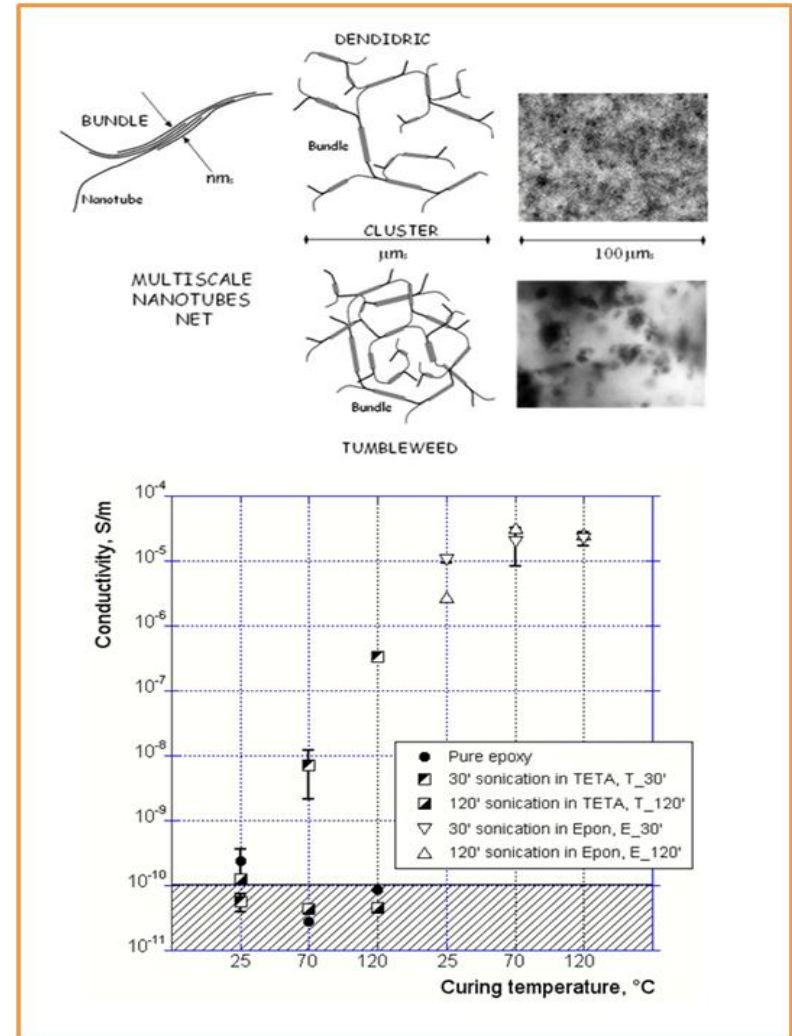 DENDIDRIC
BUNDLE
nms
Nanotube
Bundle
CLUSTER
μms
100 μms
MULTISCALE
NANOTUBES
NET
Bundle
TUMBLEWEED
Conductivity, S/m
10⁻⁴
10⁻⁵
10⁻⁶
10⁻⁷
10⁻⁸
10⁻⁹
10⁻¹⁰
10⁻¹¹
Pure epoxy
30' sonication in TETA, T_30'
120' sonication in TETA, T_120'
30' sonication in Epon, E_30'
120' sonication in Epon, E_120'
25 70 120 25 70 120
Curing temperature, °C